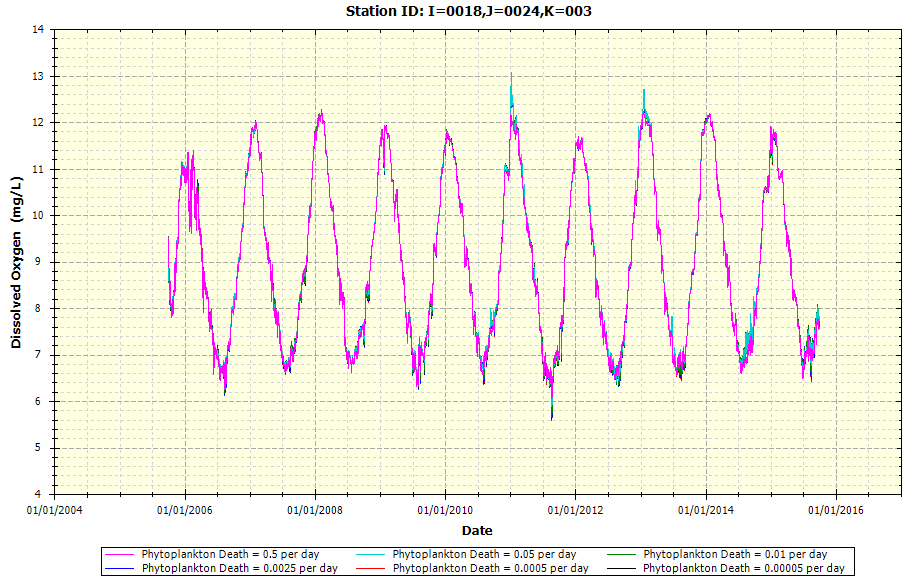 Station ID: I=0018,J=0024,K=003
14
13
12
11
10
9
8
7
6
5
4
Dissolved Oxygen (mg/L)
01/01/2004 01/01/2006 01/01/2008 01/01/2010 01/01/2012 01/01/2014 01/01/2016
Date
Phytoplankton Death = 0.5 per day Phytoplankton Death = 0.05 per day Phytoplankton Death = 0.01 per day
Phytoplankton Death = 0.0025 per day Phytoplankton Death = 0.0005 per day Phytoplankton Death = 0.00005 per day